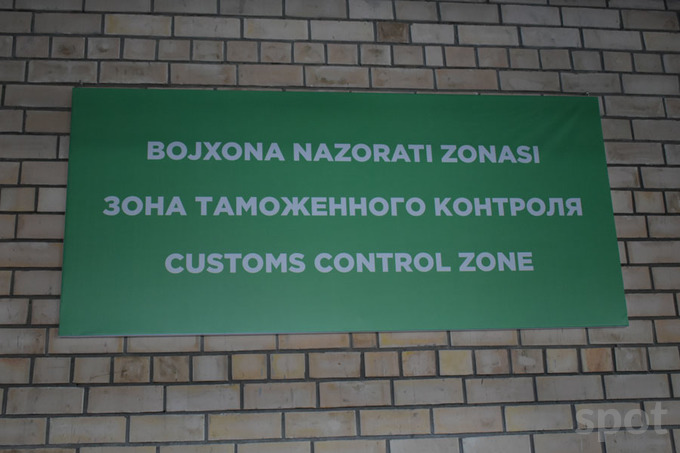 BOJXONA NAZORATI ZONASI
ЗОНА ТАМОЖЕННОГО КОНТРОЛЯ
CUSTOMS CONTROL ZONE
spot